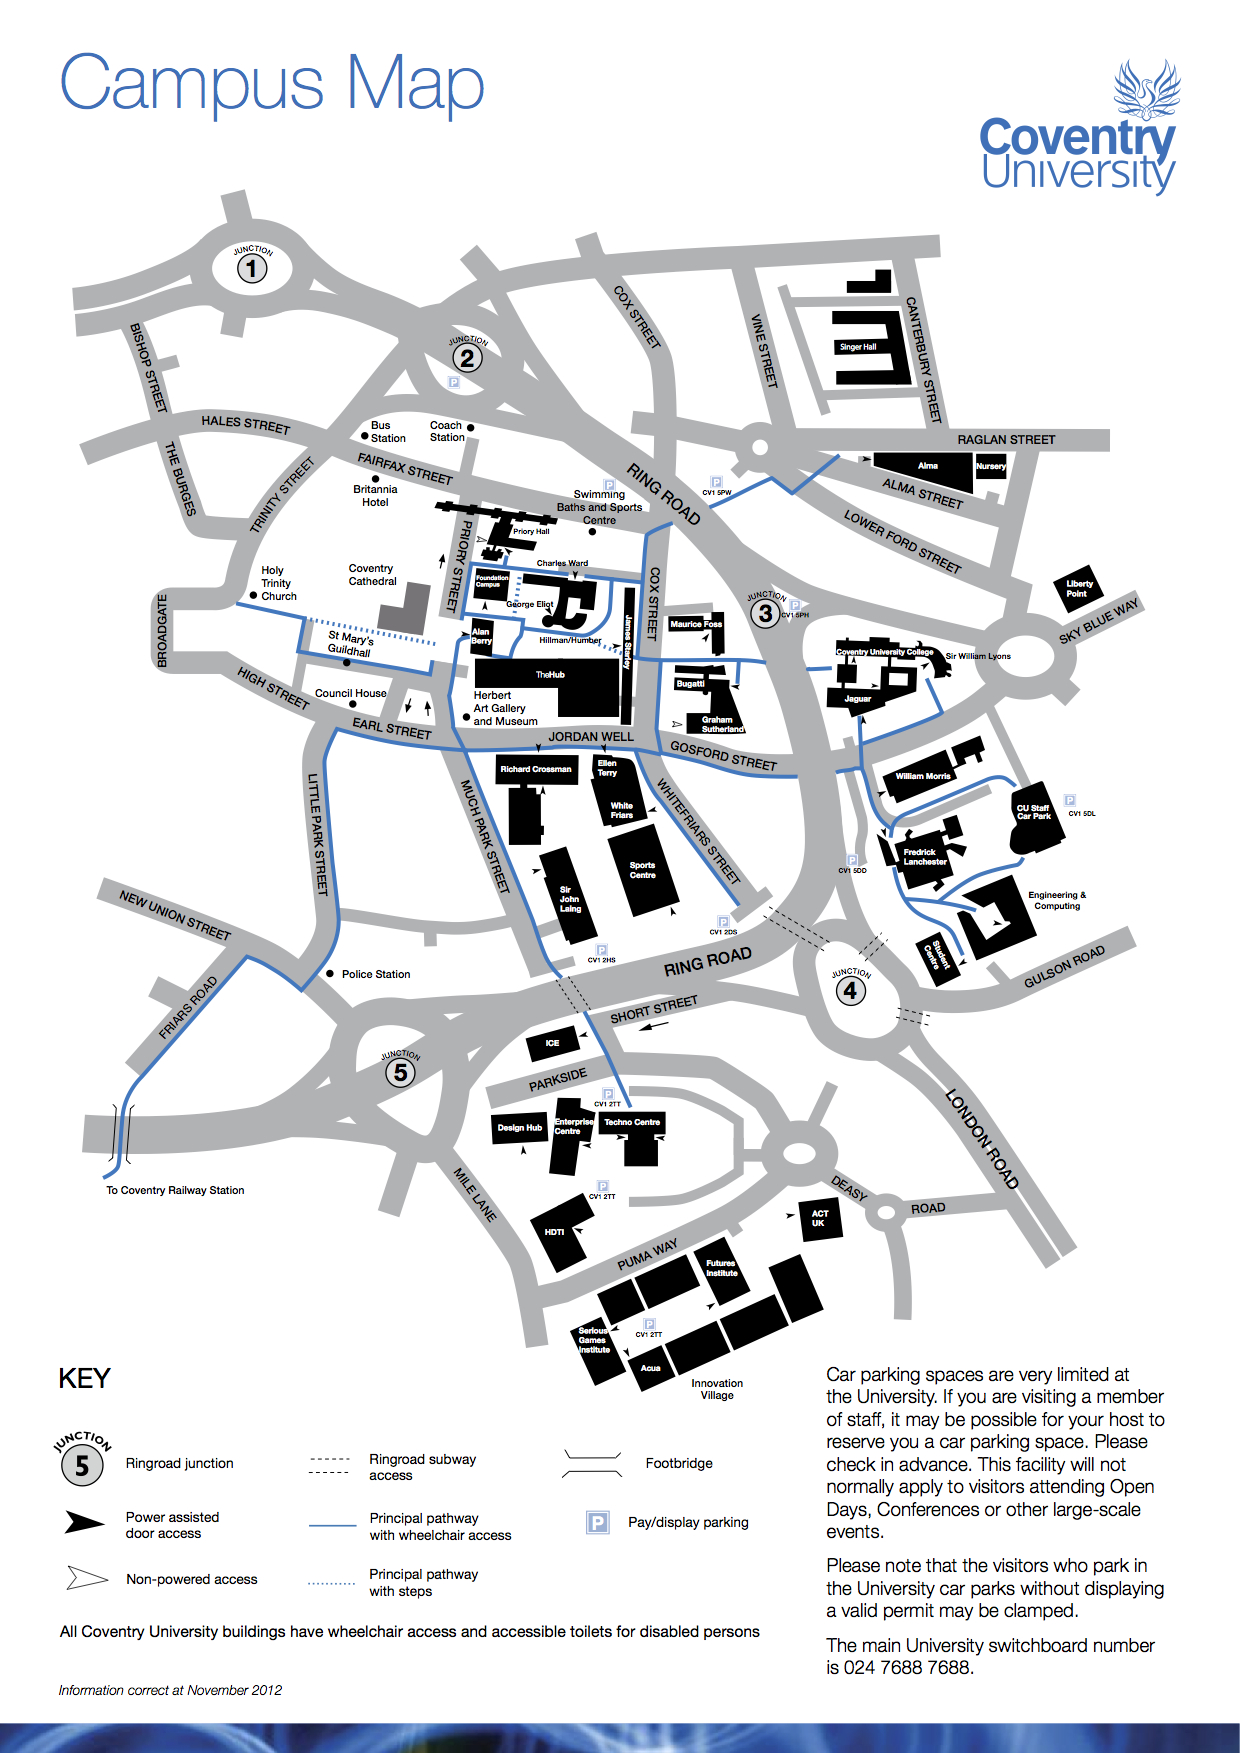 Campus Map
Coventry
University
JUNCTION
1
JUNCTION
2
BISHOP STREET
COX STREET
VINE STREET
CANTERBURY STREET
Singer Hall
HALES STREET
Bus
Station
Coach
Station
RAGLAN STREET
THE BURGES
TRINITY STREET
FAIRFAX STREET
Britannia
Hotel
RING ROAD
CV1 5PW
Alma
Nursery
ALMA STREET
LOWER FORD STREET
Swimming
Baths and Sports
Centre
Priory Hall
PRIORY STREET
Charles Ward
Holy
Trinity
Church
Coventry
Cathedral
Foundation
Campus
George Eliot
COX STREET
JUNCTION
3
CV1 5PH
Liberty
Point
SKY BLUE WAY
BROADGATE
St Mary's
Guildhall
Alan
Berry
Hillman/Humber
James Starley
Maurice Foss
Coventry University College
Sir William Lyons
HIGH STREET
Council House
TheHub
Bugatti
Jaguar
Herbert
Art Gallery
and Museum
Graham
Sutherland
EARL STREET
JORDAN WELL
GOSFORD STREET
Richard Crossman
Ellen
Terry
William Morris
LITTLE PARK STREET
MUCH PARK STREET
White
Friars
WHITEFRIARS STREET
CU Staff
Car Park
CV1 5DL
Sports
Centre
Fredrick
Lanchester
CV1 5DD
Sir
John
Laing
Engineering &
Computing
NEW UNION STREET
CV1 2DS
CV1 2HS
Student
Centre
Police Station
RING ROAD
JUNCTION
4
GULSON ROAD
FRIARS ROAD
SHORT STREET
ICE
JUNCTION
5
PARKSIDE
CV1 2TT
LONDON ROAD
Design Hub
Enterprise
Centre
Techno Centre
To Coventry Railway Station
MILE LANE
CV1 2TT
DEASY
ROAD
HDTI
ACT
UK
PUMA WAY
Futures
Institute
Serious
Games
Institute
CV1 2TT
Acua
Innovation
Village
KEY
JUNCTION
5
Ringroad junction
Ringroad subway
access
Footbridge
Power assisted
door access
Principal pathway
with wheelchair access
P
Pay/display parking
Non-powered access
Principal pathway
with steps
All Coventry University buildings have wheelchair access and accessible toilets for disabled persons
Information correct at November 2012
Car parking spaces are very limited at
the University. If you are visiting a member
of staff, it may be possible for your host to
reserve you a car parking space. Please
check in advance. This facility will not
normally apply to visitors attending Open
Days, Conferences or other large-scale
events.
Please note that the visitors who park in
the University car parks without displaying
a valid permit may be clamped.
The main University switchboard number
is 024 7688 7688.